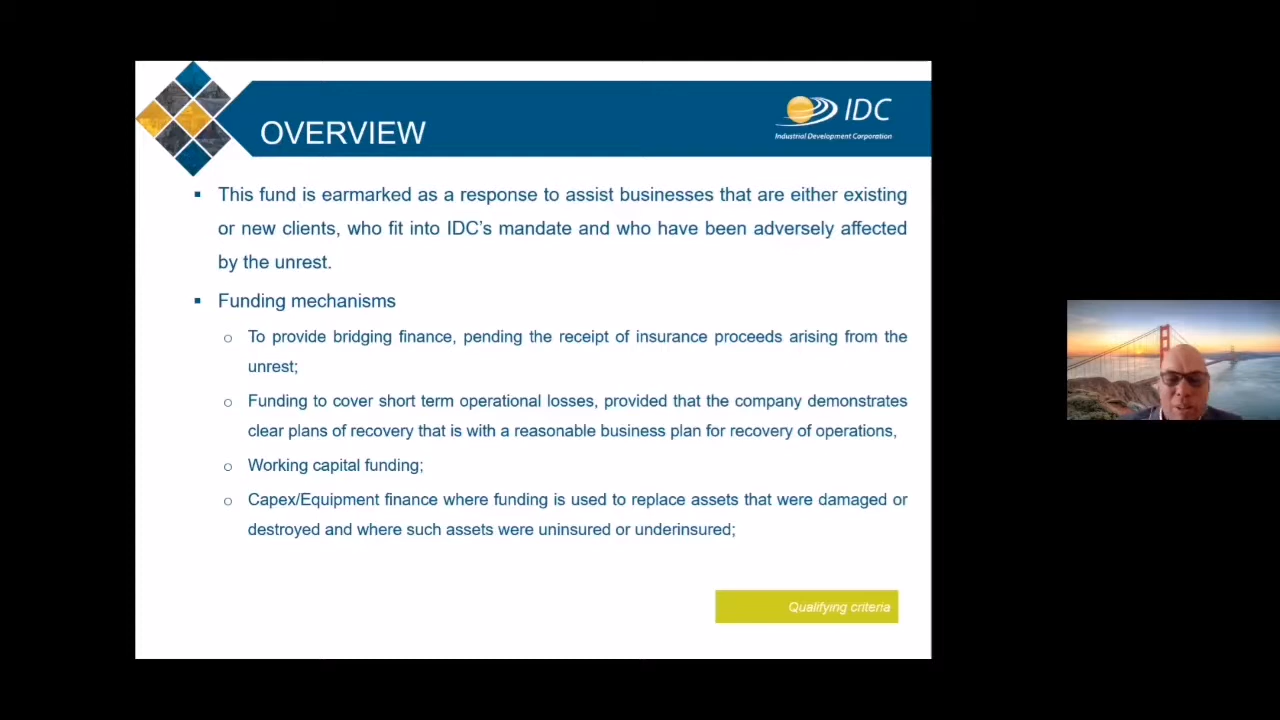 OVERVIEW
IDC
Industrial Development Corporation
▪ This fund is earmarked as a response to assist businesses that are either existing
or new clients, who fit into IDC's mandate and who have been adversely affected
by the unrest.
▪ Funding mechanisms
o To provide bridging finance, pending the receipt of insurance proceeds arising from the
unrest;
o Funding to cover short term operational losses, provided that the company demonstrates
clear plans of recovery that is with a reasonable business plan for recovery of operations,
o Working capital funding;
o Capex/Equipment finance where funding is used to replace assets that were damaged or
destroyed and where such assets were uninsured or underinsured;
Qualifying criteria